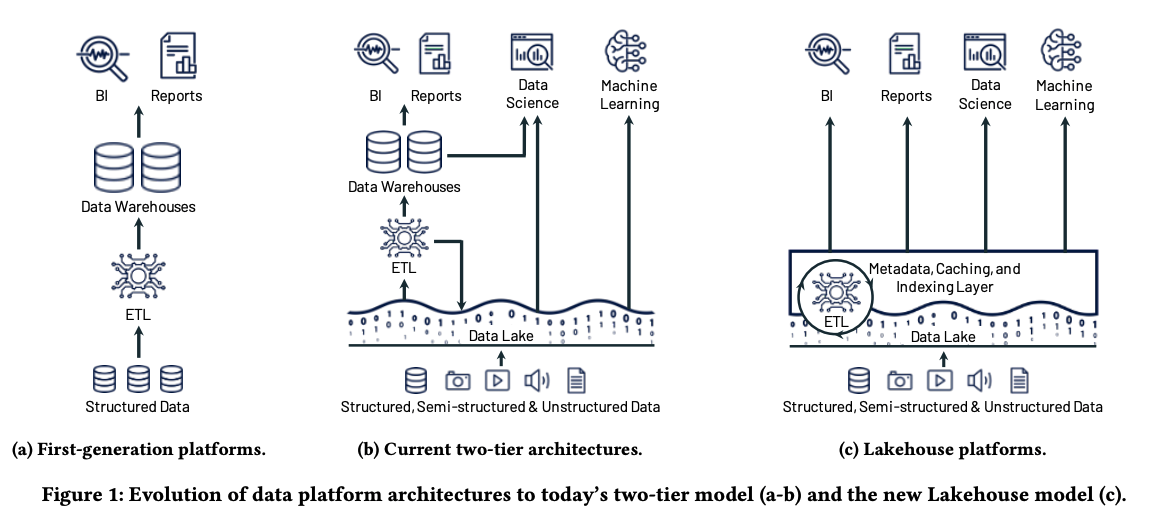 BI
Reports
Data Warehouses
ETL
Structured Data
(a) First-generation platforms.
BI
Reports
Data
Science
Machine
Learning
Data Warehouses
ETL
Data Lake
Structured, Semi-structured & Unstructured Data
(b) Current two-tier architectures.
BI
Reports
Data
Science
Machine
Learning
Metadata, Caching, and
Indexing Layer
ETL
Data Lake
Structured, Semi-structured & Unstructured Data
(c) Lakehouse platforms.
Figure 1: Evolution of data platform architectures to today's two-tier model (a-b) and the new Lakehouse model (c).